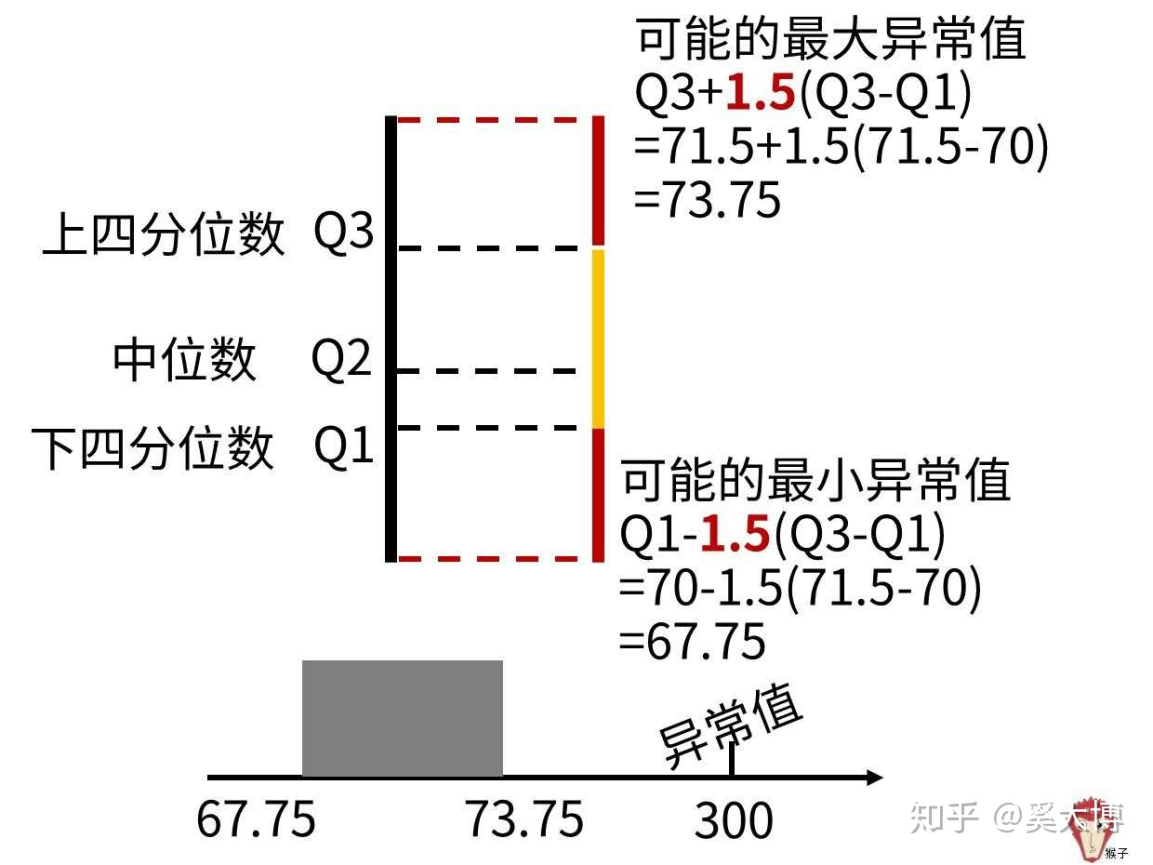 可能的最大异常值
Q3+1.5(Q3-Q1)
=71.5+1.5(71.5-70)
=73.75
上四分位数 Q3
中位数 Q2
下四分位数 Q1
可能的最小异常值
Q1-1.5(Q3-Q1)
=70-1.5(71.5-70)
=67.75
异常值
67.75 73.75 300
知乎 @奚大博
猴子